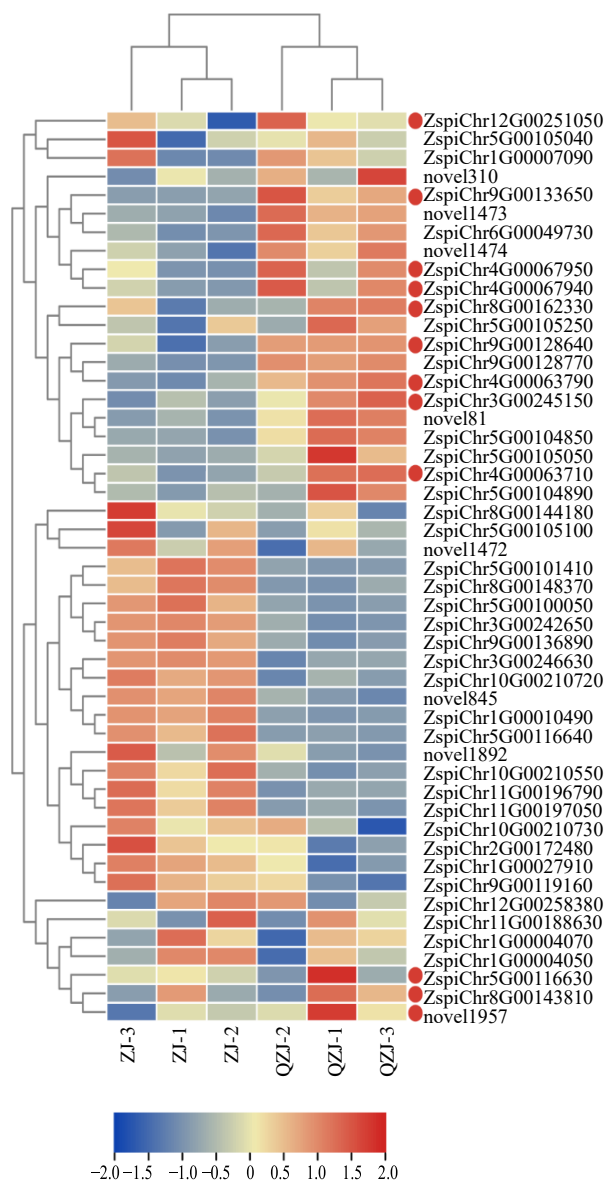 ZspiChr12G00251050
ZspiChr5G00105040
ZspiChr1G00007090
novel310
ZspiChr9G00133650
novel1473
ZspiChr6G00049730
novel1474
ZspiChr4G00067950
ZspiChr4G00067940
ZspiChr8G00162330
ZspiChr5G00105250
ZspiChr9G00128640
ZspiChr9G00128770
ZspiChr4G00063790
ZspiChr3G00245150
novel81
ZspiChr5G00104850
ZspiChr5G00105050
ZspiChr4G00063710
ZspiChr5G00104890
ZspiChr8G00144180
ZspiChr5G00105100
novel1472
ZspiChr5G00101410
ZspiChr8G00148370
ZspiChr5G00100050
ZspiChr3G00242650
ZspiChr9G00136890
ZspiChr3G00246630
ZspiChr10G00210720
novel845
ZspiChr1G00010490
ZspiChr5G00116640
novel1892
ZspiChr10G00210550
ZspiChr11G00196790
ZspiChr11G00197050
ZspiChr10G00210730
ZspiChr2G00172480
ZspiChr1G00027910
ZspiChr9G00119160
ZspiChr12G00258380
ZspiChr11G00188630
ZspiChr1G00004070
ZspiChr1G00004050
ZspiChr5G00116630
ZspiChr8G00143810
novel1957
ZJ-3 ZJ-1 ZJ-2 QZJ-2 QZJ-1 QZJ-3
−2.0 −1.5 −1.0 −0.5 0 0.5 1.0 1.5 2.0